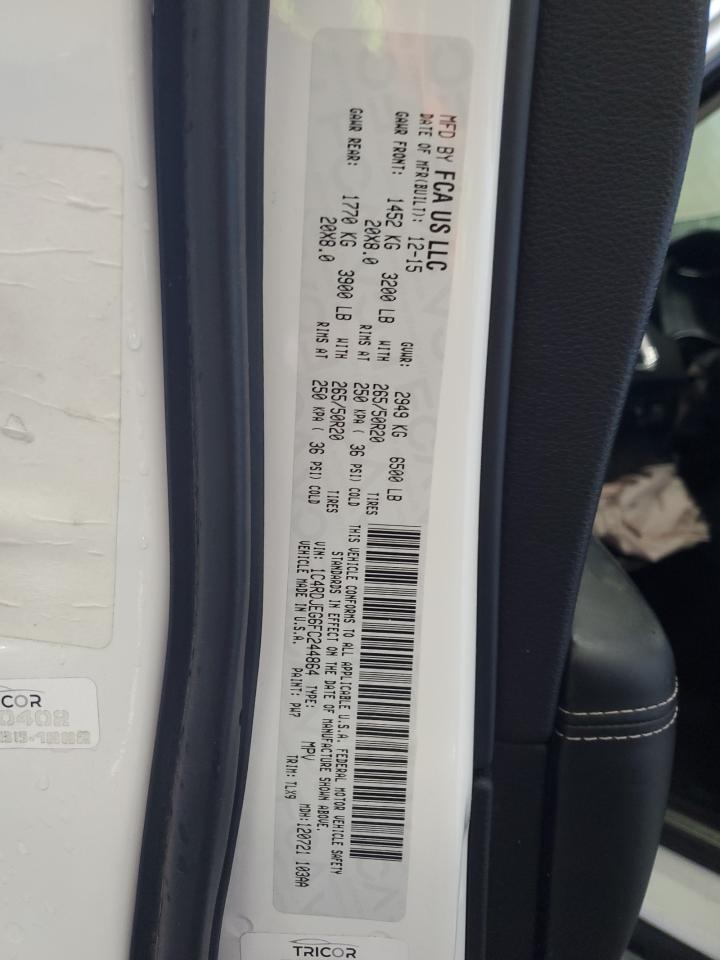 MFD BY FCA US LLC
DATE OF MFR(BUILT): 12-15 GVWR: 2949 KG 6500 LB
GAWR FRONT: 1452 KG 3200 LB WITH 265/50R20 TIRES
20X8.0 RIMS AT 250 KPA ( 36 PSI) COLD
GAWR REAR: 1770 KG 3900 LB WITH 265/50R20 TIRES
20X8.0 RIMS AT 250 KPA ( 36 PSI) COLD
THIS VEHICLE CONFORMS TO ALL APPLICABLE U.S.A. FEDERAL MOTOR VEHICLE SAFETY
STANDARDS IN EFFECT ON THE DATE OF MANUFACTURE SHOWN ABOVE.
VIN: 1C4RDJEG6FC244864 TYPE: MPV MDH:120721 103AA
VEHICLE MADE IN U.S.A. PAINT: PW7 TRIM: TLX9
TRICOR